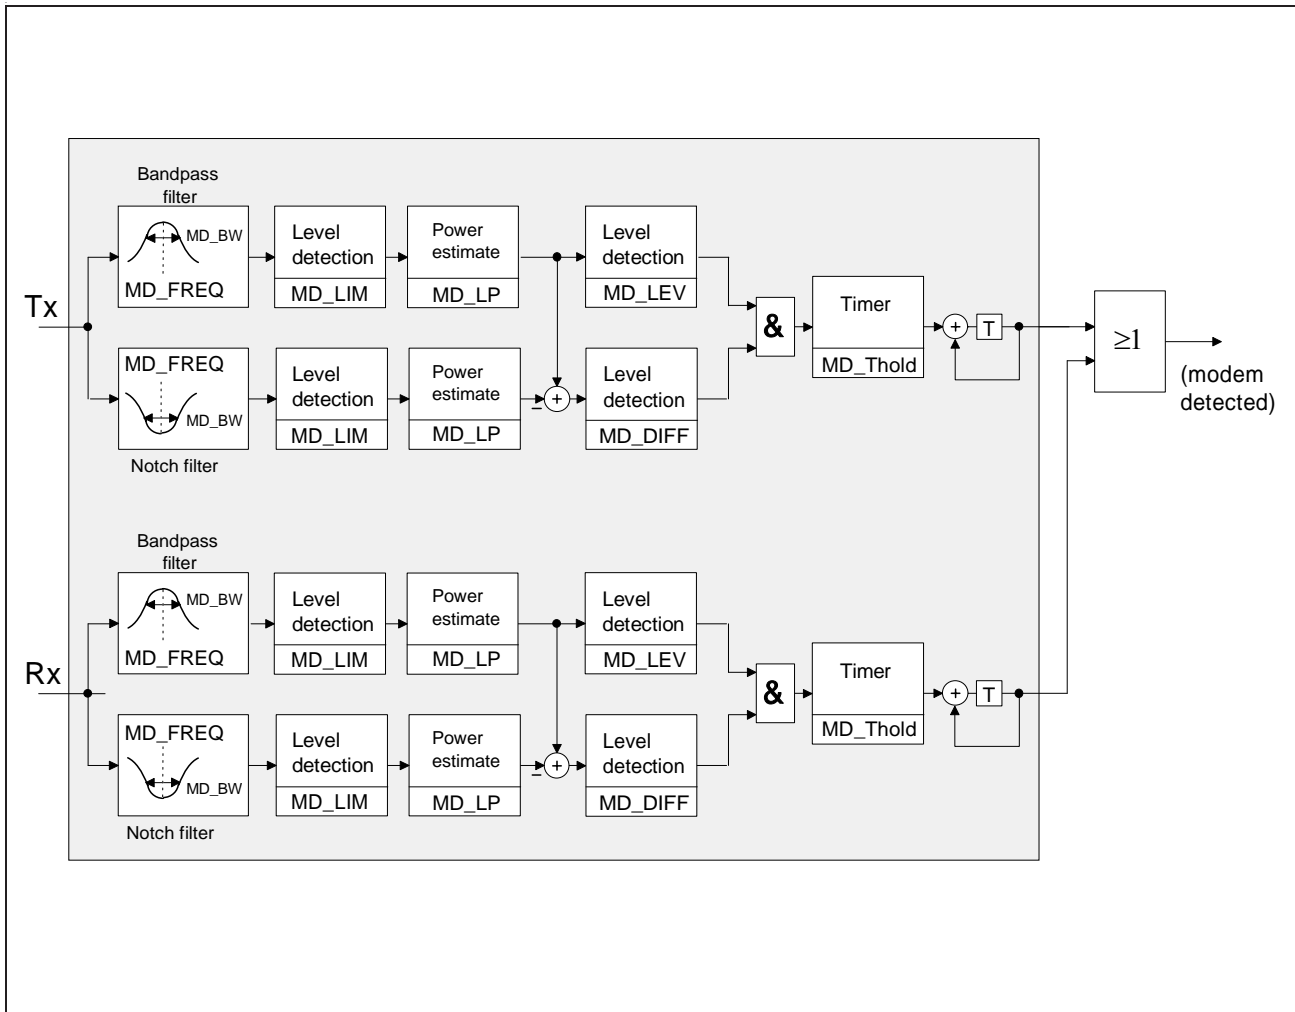 Bandpass
filter
MD_BW
MD_FREQ
Level
detection
MD_LIM
Power
estimate
MD_LP
Level
detection
MD_LEV
Tx
MD_FREQ
MD_BW
Notch filter
Level
detection
MD_LIM
Power
estimate
MD_LP
–
+
Level
detection
MD_DIFF
&
Timer
MD_Thold
+
T
≥1
(modem
detected)
Bandpass
filter
MD_BW
MD_FREQ
Level
detection
MD_LIM
Power
estimate
MD_LP
Level
detection
MD_LEV
Rx
MD_FREQ
MD_BW
Notch filter
Level
detection
MD_LIM
Power
estimate
MD_LP
–
+
Level
detection
MD_DIFF
&
Timer
MD_Thold
+
T